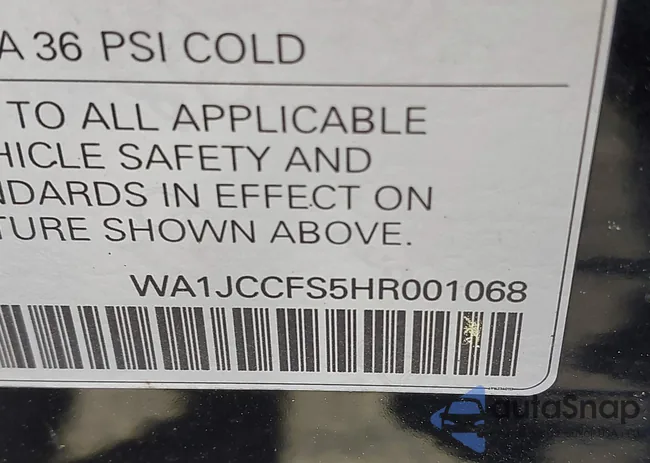 A 36 PSI COLD
TO ALL APPLICABLE
HICLE SAFETY AND
NDARDS IN EFFECT ON
TURE SHOWN ABOVE.
WA1JCCFS5HR001068
autoSnap